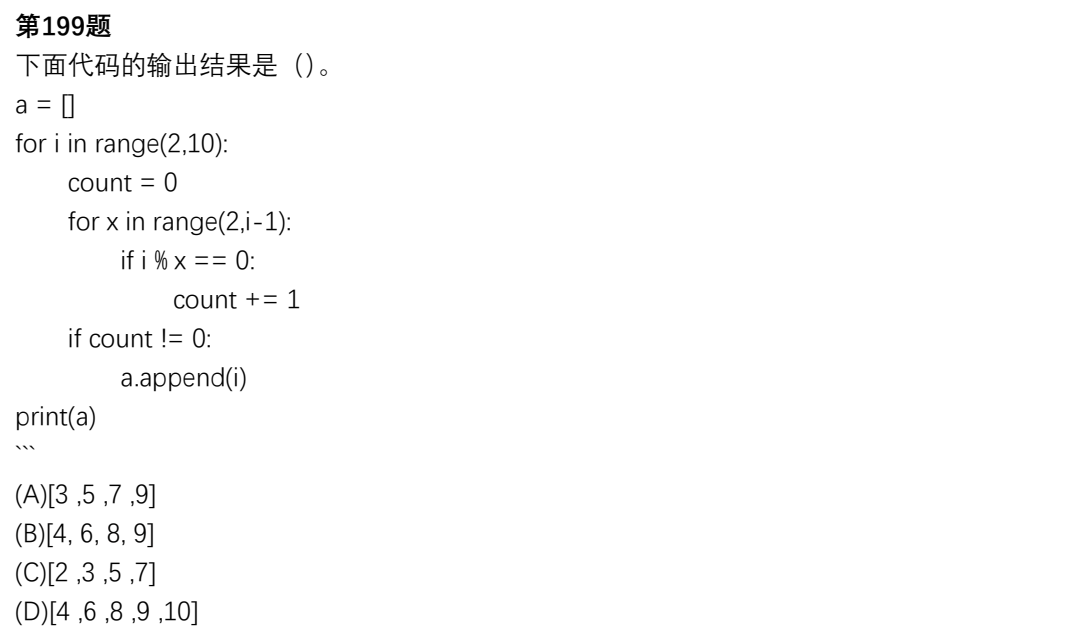 第199题
下面代码的输出结果是（）。
a = []
for i in range(2,10):
count = 0
for x in range(2,i-1):
if i % x == 0:
count += 1
if count != 0:
a.append(i)
print(a)
```
(A)[3 ,5 ,7 ,9]
(B)[4, 6, 8, 9]
(C)[2 ,3 ,5 ,7]
(D)[4 ,6 ,8 ,9 ,10]